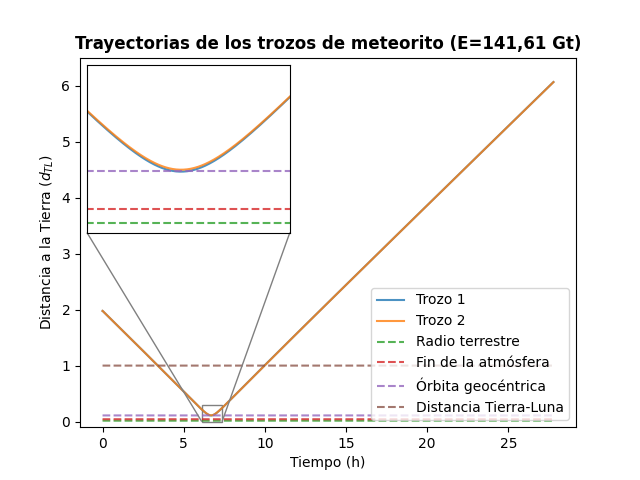 Trayectorias de los trozos de meteorito (E=141,61 Gt)
Distancia a la Tierra (d_{TL})
6
5
4
3
2
1
0
Trozo 1
Trozo 2
Radio terrestre
Fin de la atmósfera
Órbita geocéntrica
Distancia Tierra-Luna
0
5
10
15
20
25
Tiempo (h)